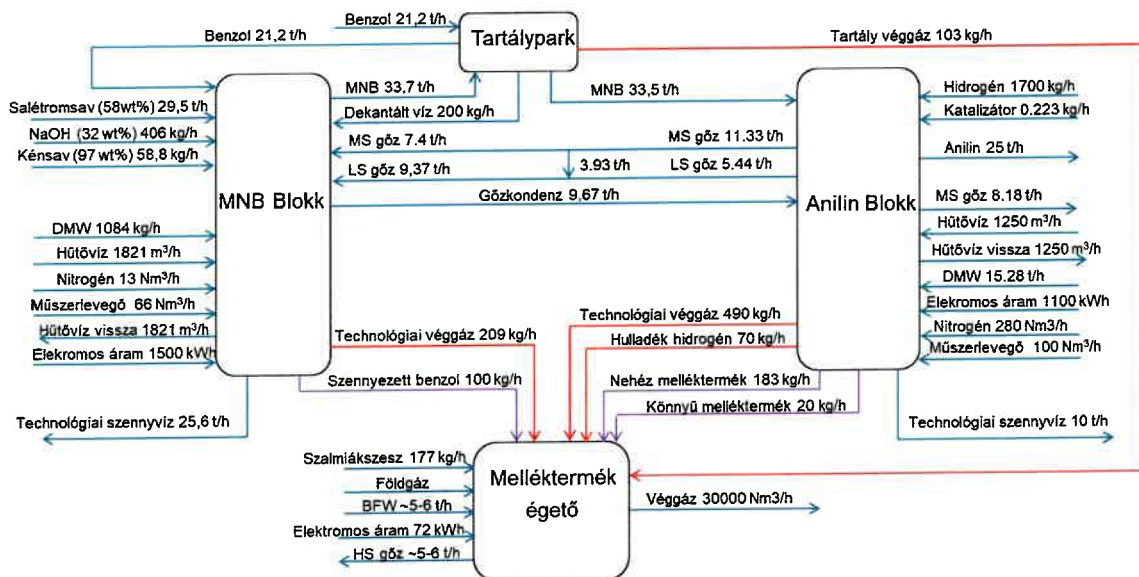 Benzol 21,2 t/h
Benzol 21,2 t/h
Tartálypark
Tartály véggáz 103 kg/h
MNB 33,7 t/h
MNB 33,5 t/h
Dekantált víz 200 kg/h
Salétromsav (58wt%) 29,5 t/h
NaOH (32 wt%) 406 kg/h
Kénsav (97 wt%) 58,8 kg/h
MNB Blokk
MS gőz 7.4 t/h
MS gőz 11.33 t/h
3.93 t/h
LS gőz 9,37 t/h
LS gőz 5.44 t/h
Gőzkondenz 9,67 t/h
Anilin Blokk
Hidrogén 1700 kg/h
Katalizátor 0.223 kg/h
Anilin 25 t/h
MS gőz 8.18 t/h
Hűtővíz 1250 m³/h
Hűtővíz vissza 1250 m³/h
DMW 15.28 t/h
Elekromos áram 1100 kWh
Nitrogén 280 Nm3/h
Műszerlevegő 100 Nm³/h
DMW 1084 kg/h
Hűtővíz 1821 m³/h
Nitrogén 13 Nm³/h
Műszerlevegő 66 Nm³/h
Hűtővíz vissza 1821 m³/h
Elekromos áram 1500 kWh
Technológiai véggáz 209 kg/h
Szennyezett benzol 100 kg/h
Technológiai véggáz 490 kg/h
Hulladék hidrogén 70 kg/h
Nehéz melléktermék 183 kg/h
Könnyű melléktermék 20 kg/h
Technológiai szennyvíz 25,6 t/h
Technológiai szennyvíz 10 t/h
Szalmiákszesz 177 kg/h
Földgáz
BFW ~5-6 t/h
Elektromos áram 72 kWh
HS gőz ~5-6 t/h
Melléktermék
égető
Véggáz 30000 Nm3/h